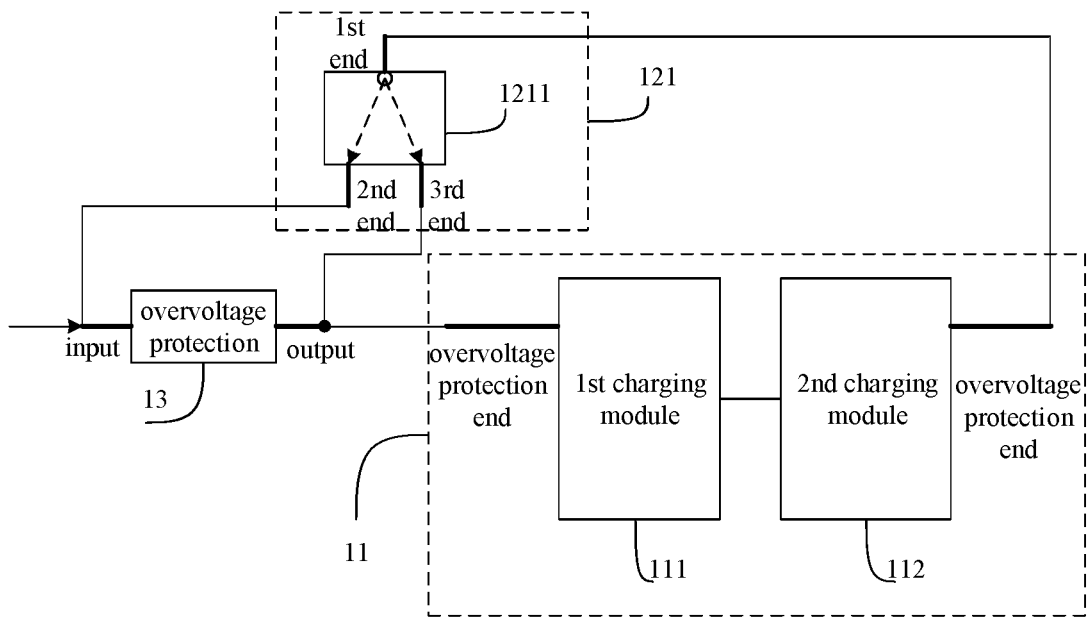 1st
end
1211
121
2nd
end
3rd
end
overvoltage
protection
input
output
13
overvoltage
protection
end
1st charging
module
2nd charging
module
overvoltage
protection
end
11
111
112